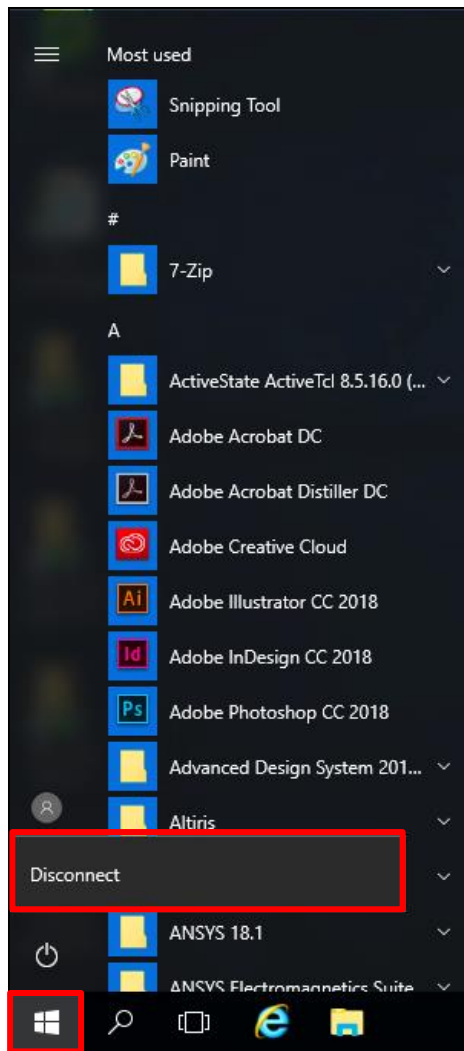 Most used
Snipping Tool
Paint
#
7-Zip
A
ActiveState ActiveTcl 8.5.16.0 (...
Adobe Acrobat DC
Adobe Acrobat Distiller DC
Adobe Creative Cloud
Ai
Adobe Illustrator CC 2018
Id
Adobe InDesign CC 2018
Ps
Adobe Photoshop CC 2018
Advanced Design System 201...
Altiris
Disconnect
ANSYS 18.1
ANSYS Electromagnetics Suite